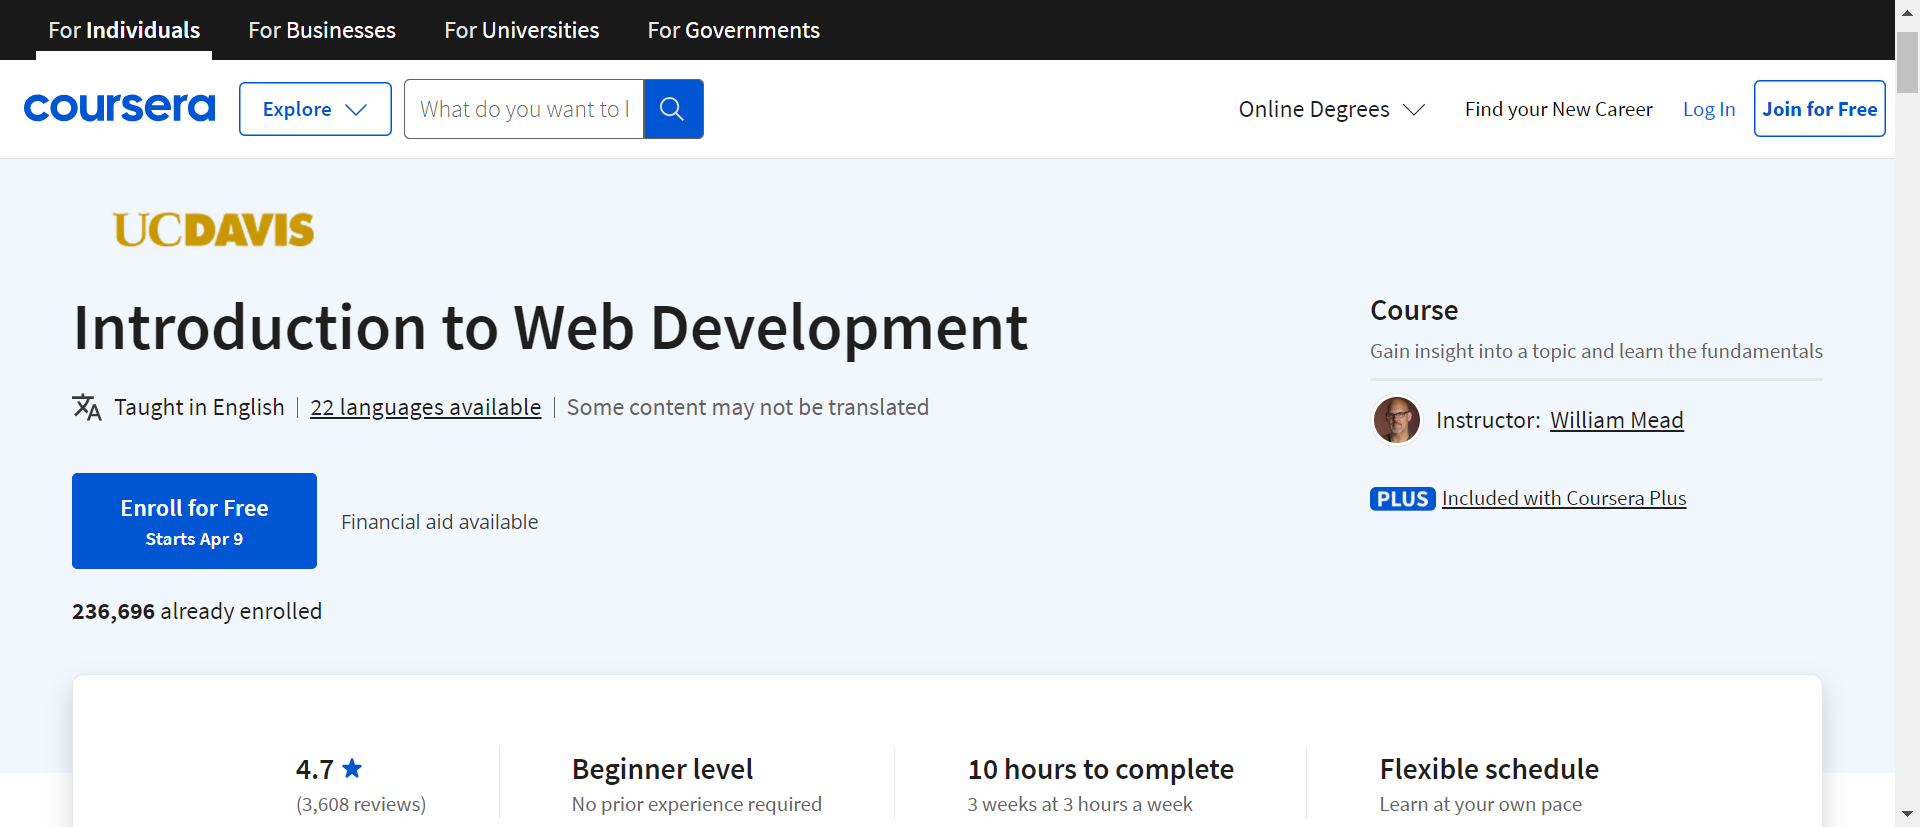 For Individuals For Businesses For Universities For Governments
coursera Explore What do you want to l Online Degrees Find your New Career Log In Join for Free
UCDAVIS
Introduction to Web Development
Taught in English 22 languages available Some content may not be translated
Enroll for Free
Starts Apr 9
Financial aid available
236,696 already enrolled
Course
Gain insight into a topic and learn the fundamentals
Instructor: William Mead
PLUS Included with Coursera Plus
4.7
(3,608 reviews)
Beginner level
No prior experience required
10 hours to complete
3 weeks at 3 hours a week
Flexible schedule
Learn at your own pace